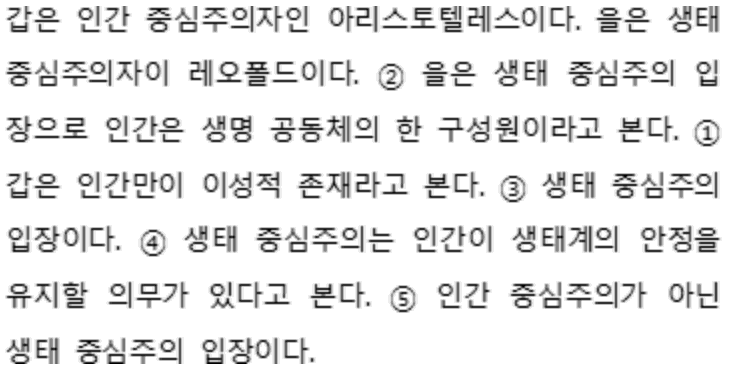 갑은 인간 중심주의자인 아리스토텔레스이다. 을은 생태
중심주의자이 레오폴드이다. ② 을은 생태 중심주의 입
장으로 인간은 생명 공동체의 한 구성원이라고 본다. ①
갑은 인간만이 이성적 존재라고 본다. ③ 생태 중심주의
입장이다. ④ 생태 중심주의는 인간이 생태계의 안정을
유지할 의무가 있다고 본다. ⑤ 인간 중심주의가 아닌
생태 중심주의 입장이다.